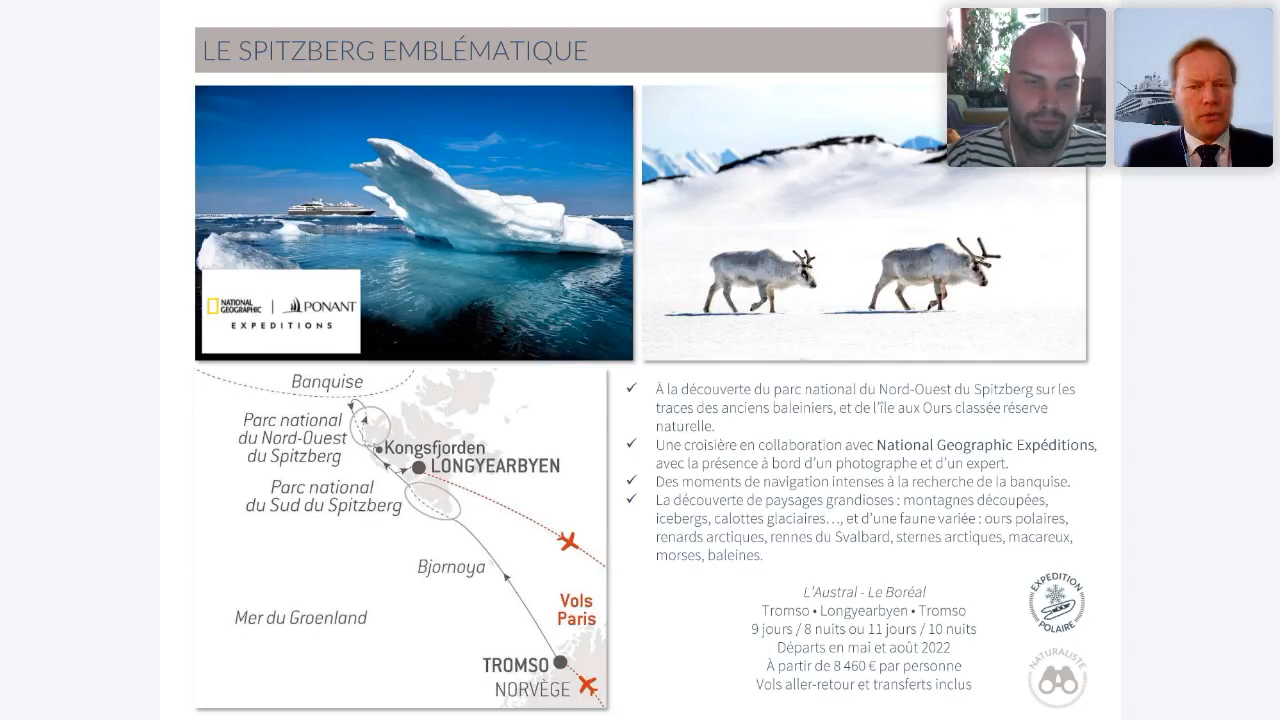 LE SPITZBERG EMBLÉMATIQUE
NATIONAL GEOGRAPHIC | PONANT
EXPEDITIONS
Banquise
Parc national
du Nord-Ouest
du Spitzberg
Kongsfjorden
LONGYEARBYEN
Parc national
du Sud du Spitzberg
Bjornoya
Vols
Paris
Mer du Groenland
TROMSO
NORVÈGE
À la découverte du parc national du Nord-Ouest du Spitzberg sur les
traces des anciens baleiniers, et de l'île aux Ours classée réserve
naturelle.
Une croisière en collaboration avec National Geographic Expéditions,
avec la présence à bord d'un photographe et d'un expert.
Des moments de navigation intenses à la recherche de la banquise.
La découverte de paysages grandioses : montagnes découpées,
icebergs, calottes glaciaires…, et d'une faune variée : ours polaires,
renards arctiques, rennes du Svalbard, sternes arctiques, macareux,
morses, baleines.
L'Austral - Le Boréal
Tromso • Longyearbyen • Tromso
9 jours / 8 nuits ou 11 jours / 10 nuits
Départs en mai et août 2022
À partir de 8 460 € par personne
Vols aller-retour et transferts inclus
EXPEDITION
POLAIRE
NATURALISTE